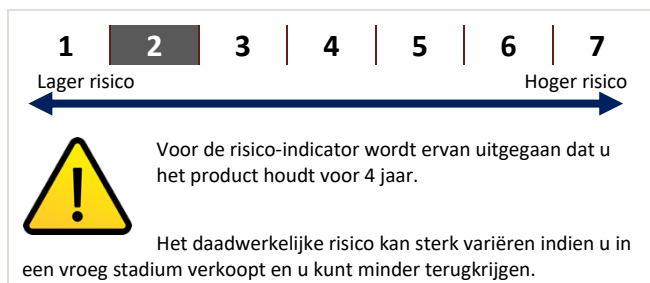 1 2 3 4 5 6 7
Lager risico Hoger risico
Voor de risico-indicator wordt ervan uitgegaan dat u
het product houdt voor 4 jaar.
Het daadwerkelijke risico kan sterk variëren indien u in
een vroeg stadium verkoopt en u kunt minder terugkrijgen.